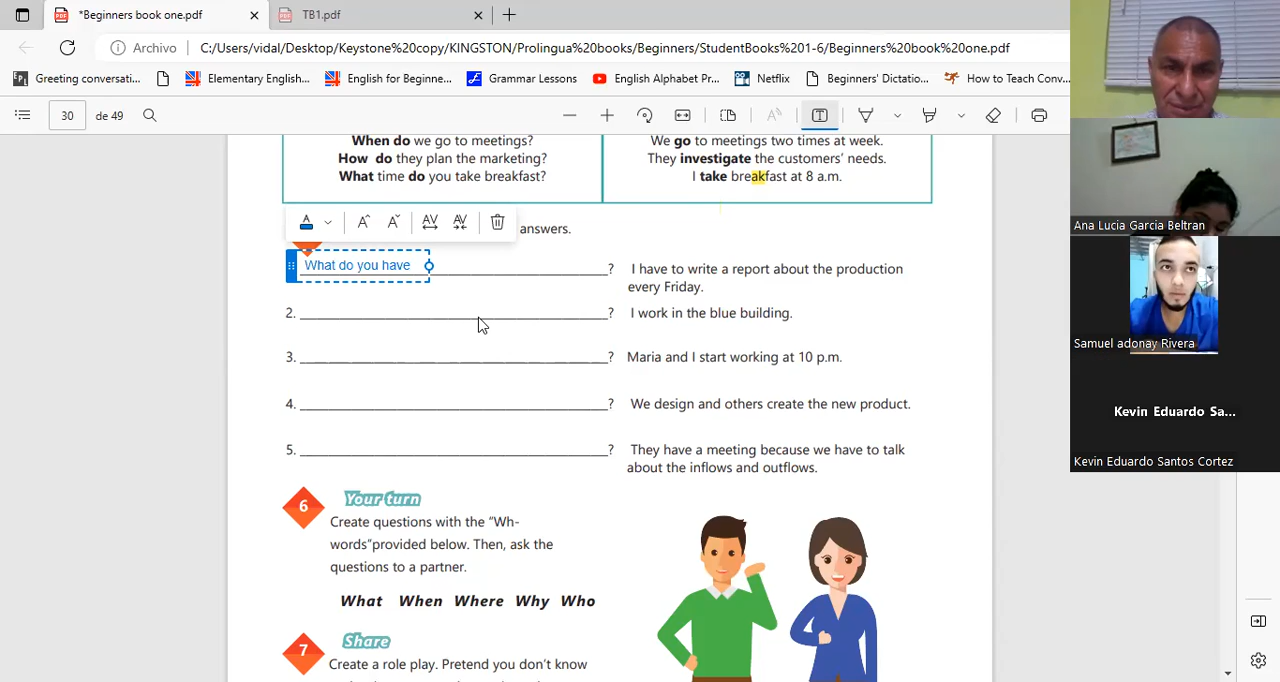 *Beginners book one.pdf
TB1.pdf
Archivo
C:/Users/vidal/Desktop/Keystone%20copy/KINGSTON/Prolingua%20books/Beginners/StudentBooks%201-6/Beginners%20book%20one.pdf
Greeting conversati...
Elementary English...
English for Beginne...
Grammar Lessons
English Alphabet Pr...
Netflix
Beginners' Dictatio...
How to Teach Conv...
30
de 49
When do we go to meetings?
We go to meetings two times at week.
How do they plan the marketing?
They investigate the customers' needs.
What time do you take breakfast?
I take breakfast at 8 a.m.
answers.
What do you have ____?
I have to write a report about the production
every Friday.
2. ____?
I work in the blue building.
3. ____?
Maria and I start working at 10 p.m.
4. ____?
We design and others create the new product.
5. ____?
They have a meeting because we have to talk
about the inflows and outflows.
6
Your turn
Create questions with the "Wh-
words"provided below. Then, ask the
questions to a partner.
What When Where Why Who
7
Share
Create a role play. Pretend you don't know
Ana Lucia Garcia Beltran
Samuel adonay Rivera
Kevin Eduardo Sa...
Kevin Eduardo Santos Cortez